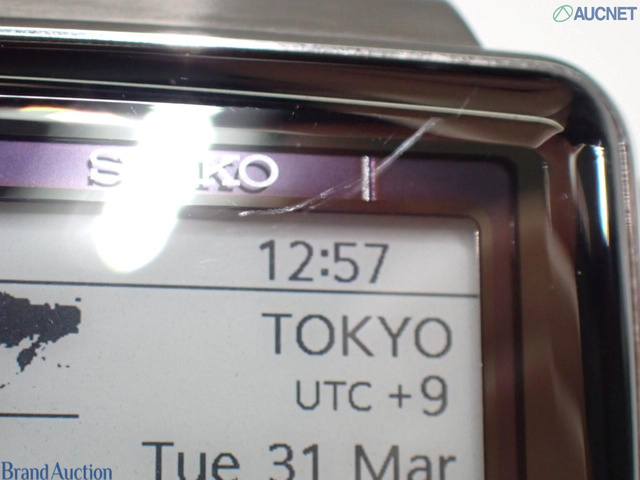 AUCNET
SEIKO
12:57
TOKYO
UTC +9
Tue 31 Mar
Brand Auction